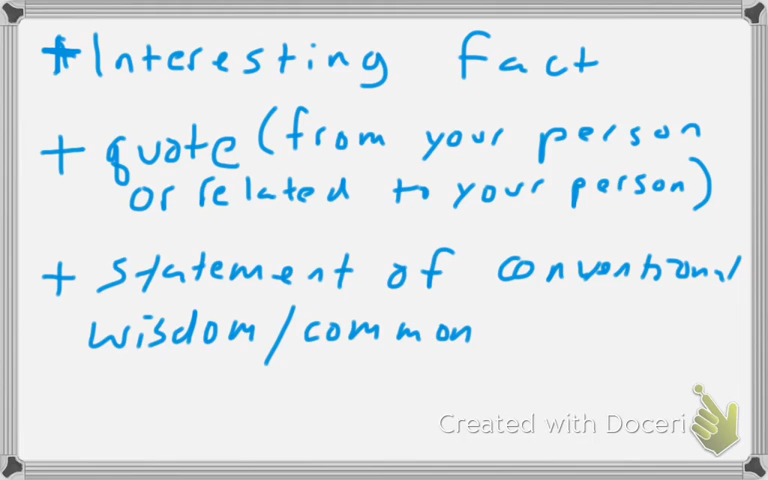 +Interesting fact
+ quote (from your person
or related to your person)
+ statement of conventional
wisdom/common
Created with Doceri